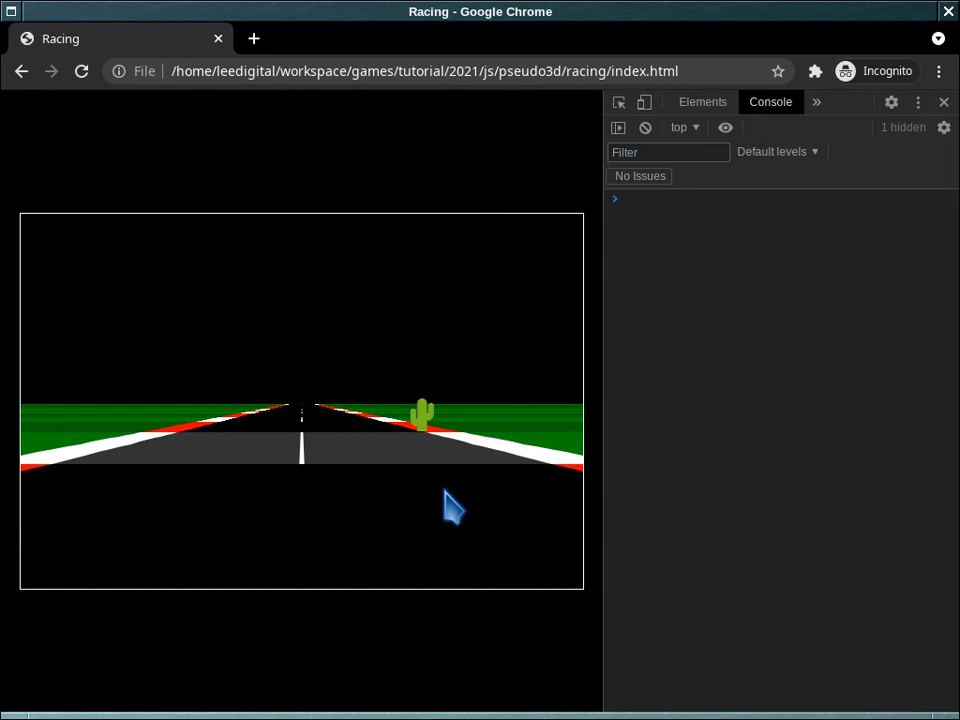 Racing - Google Chrome
Racing
File /home/leedigital/workspace/games/tutorial/2021/js/pseudo3d/racing/index.html Incognito
Elements Console
top 1 hidden
Filter Default levels
No Issues